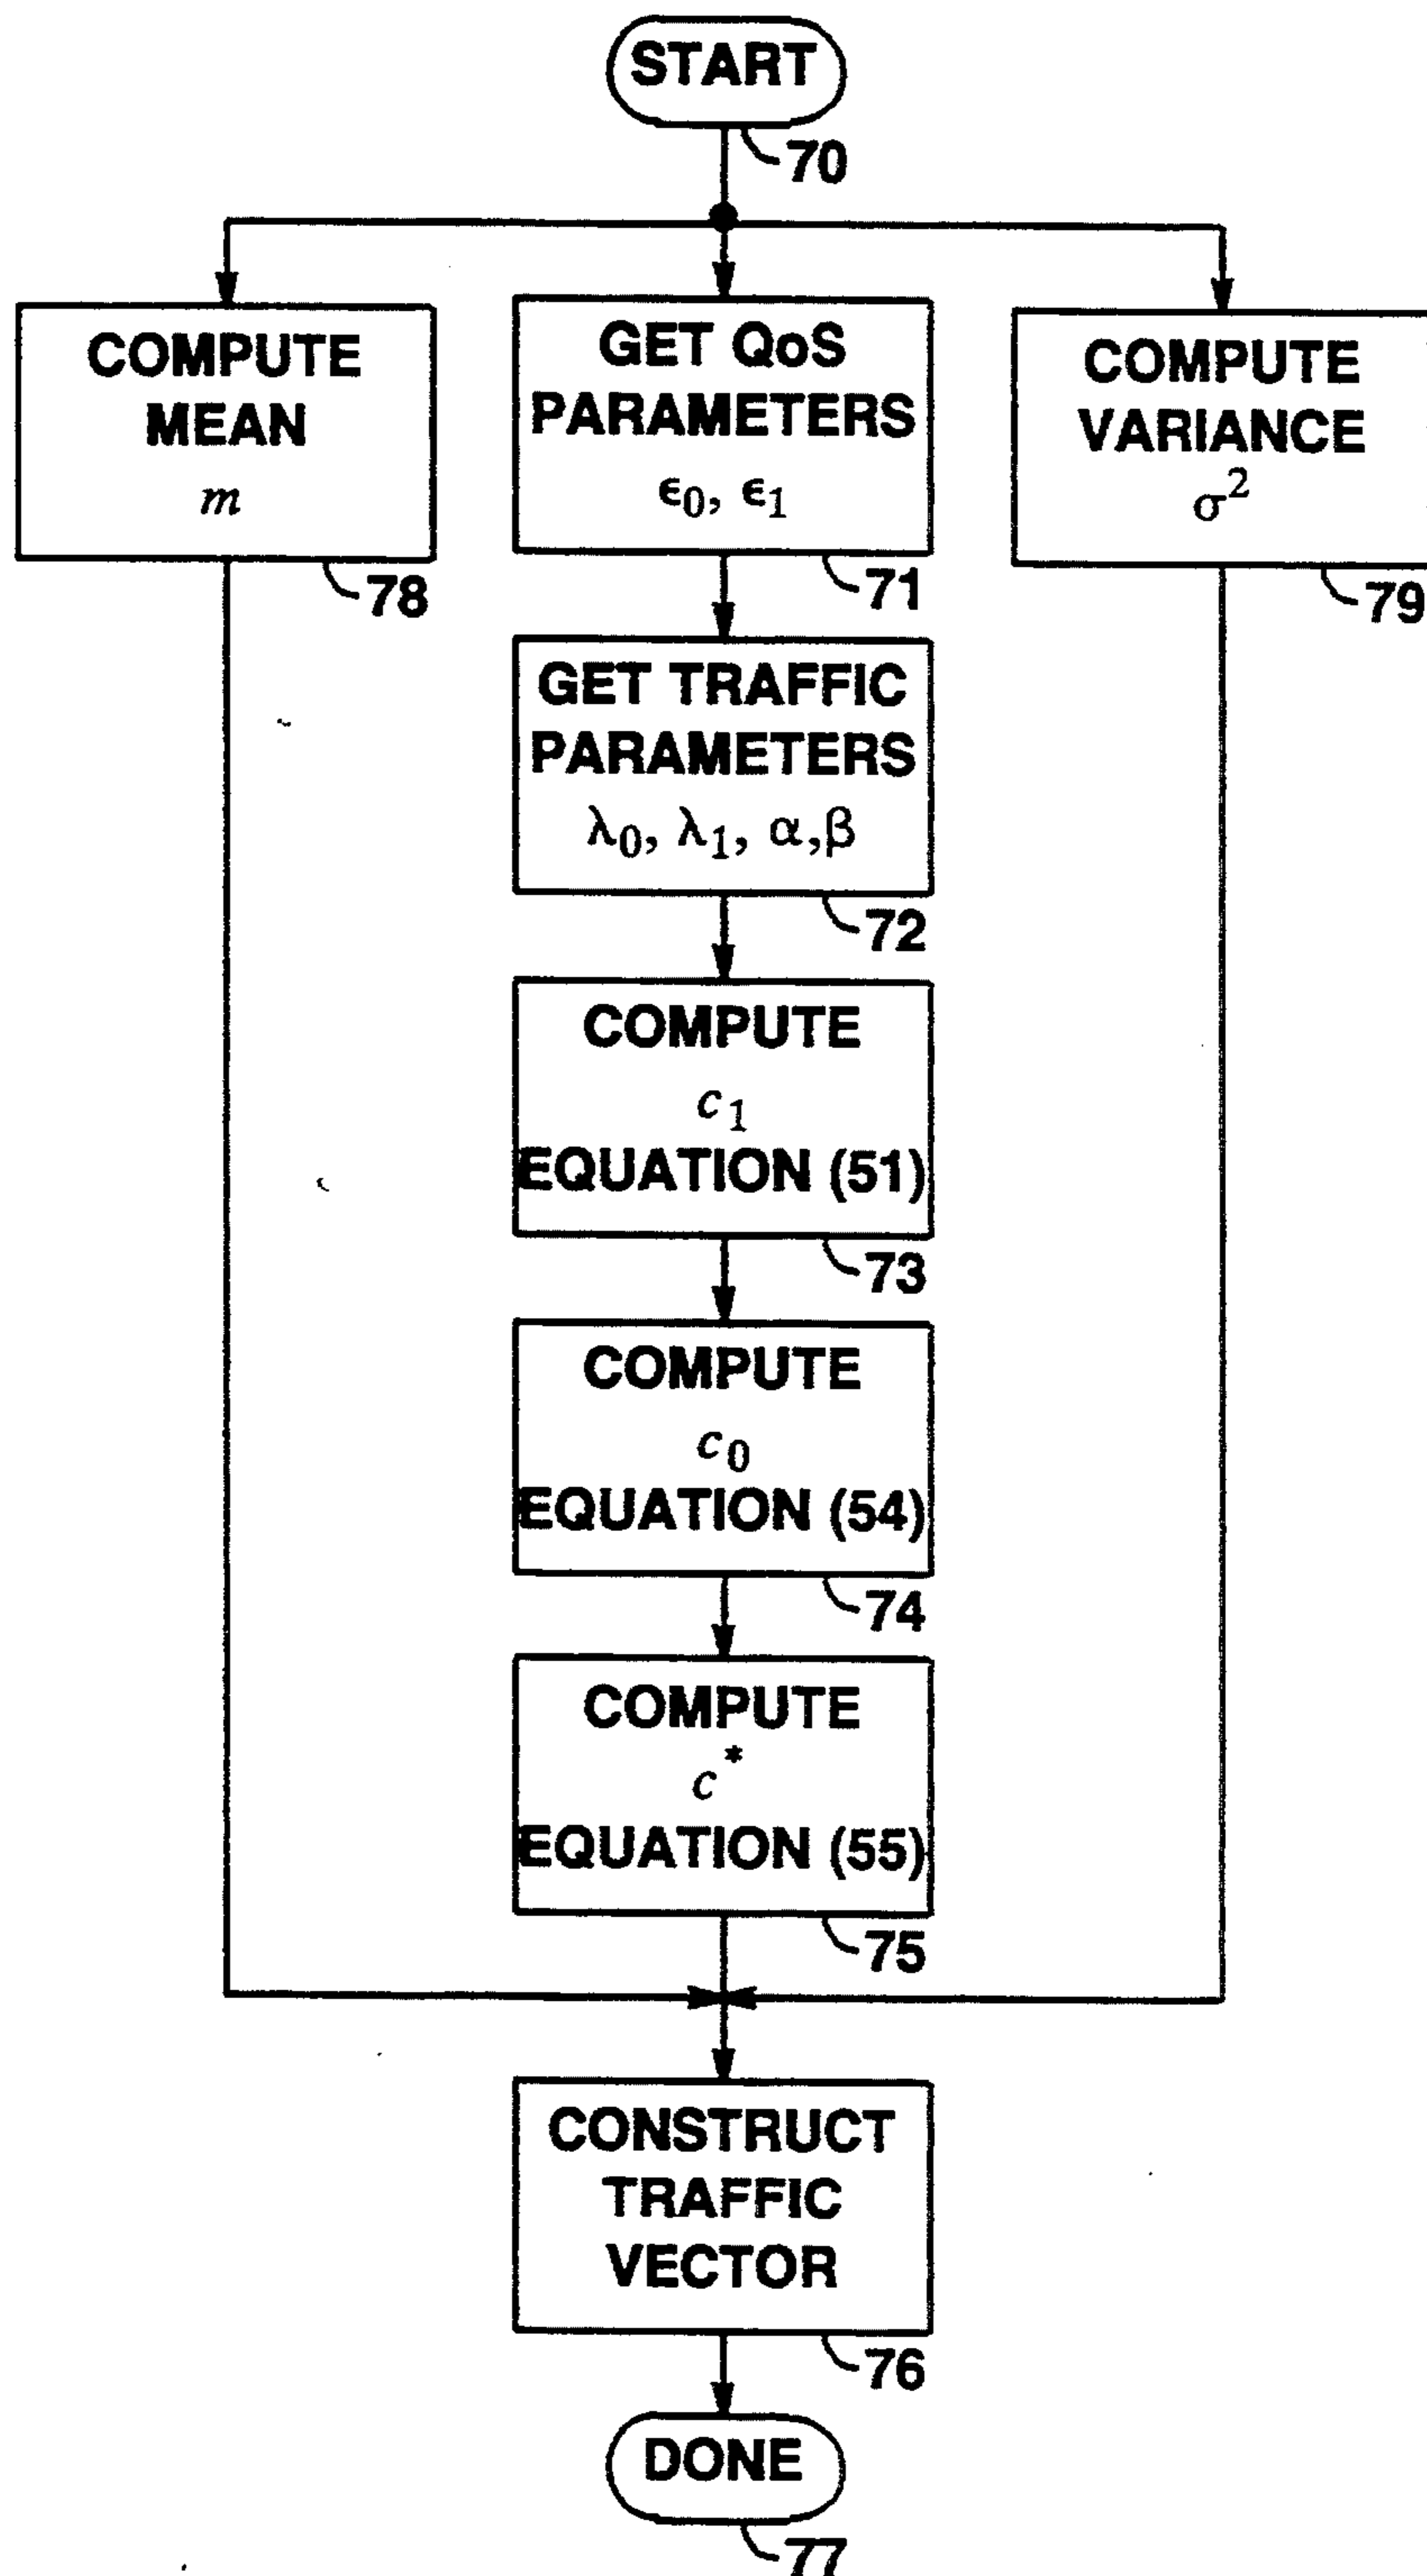 START
70
COMPUTE
MEAN
m
78
GET QoS
PARAMETERS
ϵ0, ϵ1
71
COMPUTE
VARIANCE
σ2
79
GET TRAFFIC
PARAMETERS
λ0, λ1, α,β
72
COMPUTE
c1
EQUATION (51)
73
COMPUTE
c0
EQUATION (54)
74
COMPUTE
c*
EQUATION (55)
75
CONSTRUCT
TRAFFIC
VECTOR
76
DONE
77